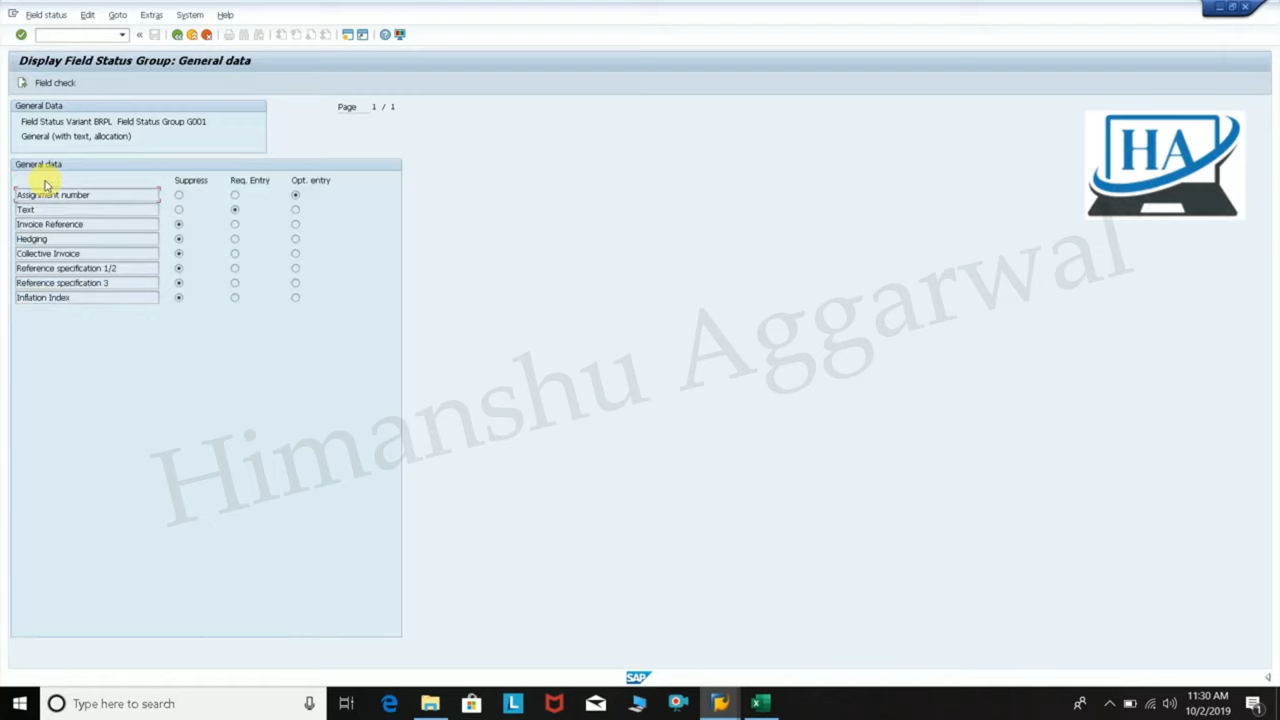 Field status Edit Goto Extras System Help
Display Field Status Group: General data
Field check
General Data
Page 1 / 1
Field Status Variant BRPL Field Status Group G001
General (with text, allocation)
HA
General data
Suppress Req. Entry Opt. entry
Assignment number
Text
Invoice Reference
Hedging
Collective Invoice
Reference specification 1/2
Reference specification 3
Inflation Index
Himanshu Aggarwal
SAP
Type here to search
L
11:30 AM
10/2/2019
1